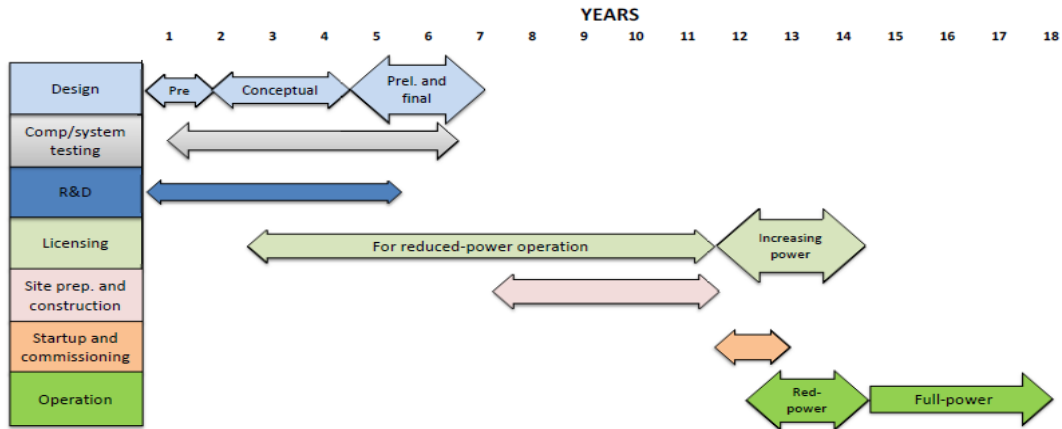 YEARS
1 2 3 4 5 6 7 8 9 10 11 12 13 14 15 16 17 18
Design
Pre
Conceptual
Prel. and
final
Comp/system
testing
R&D
Licensing
For reduced-power operation
Increasing
power
Site prep. and
construction
Startup and
commissioning
Operation
Red-
power
Full-power